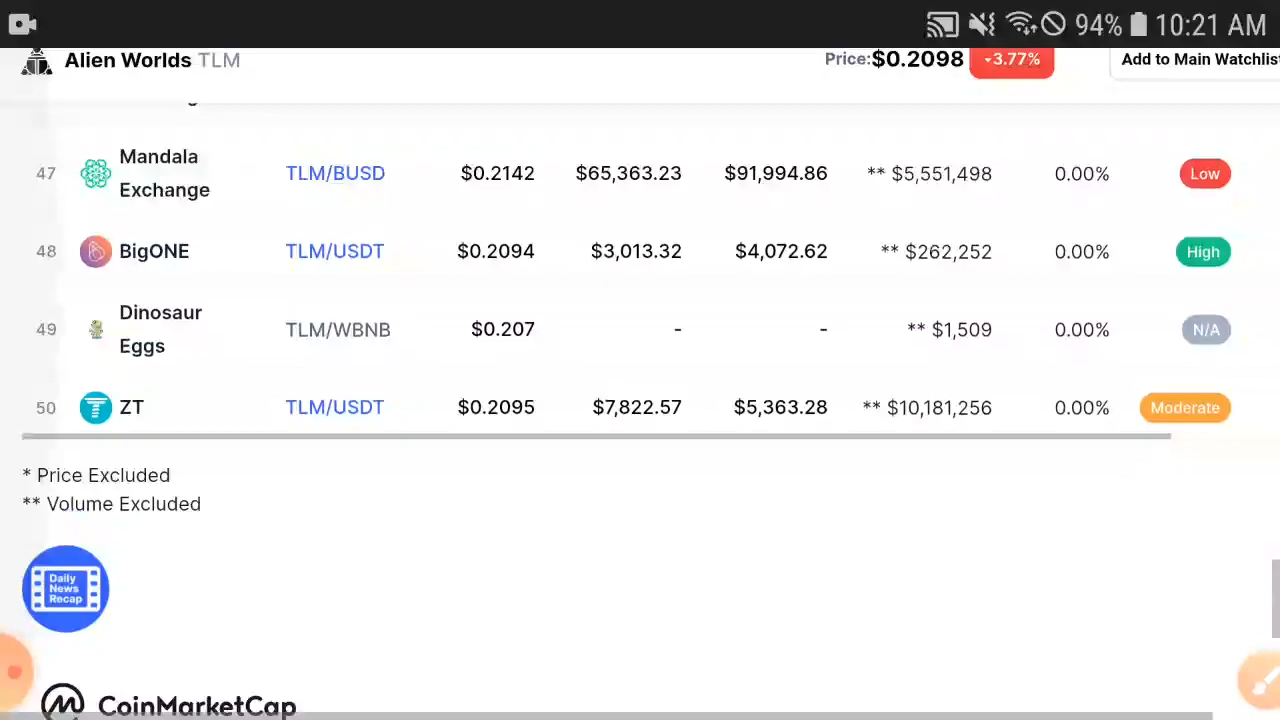 94% 10:21 AM
Alien Worlds TLM Price: $0.2098 -3.77% Add to Main Watchlist
47 Mandala Exchange TLM/BUSD $0.2142 $65,363.23 $91,994.86 ** $5,551,498 0.00% Low
48 BigONE TLM/USDT $0.2094 $3,013.32 $4,072.62 ** $262,252 0.00% High
49 Dinosaur Eggs TLM/WBNB $0.207 - - ** $1,509 0.00% N/A
50 ZT TLM/USDT $0.2095 $7,822.57 $5,363.28 ** $10,181,256 0.00% Moderate
* Price Excluded
** Volume Excluded
Daily
News
Recap
CoinMarketCap